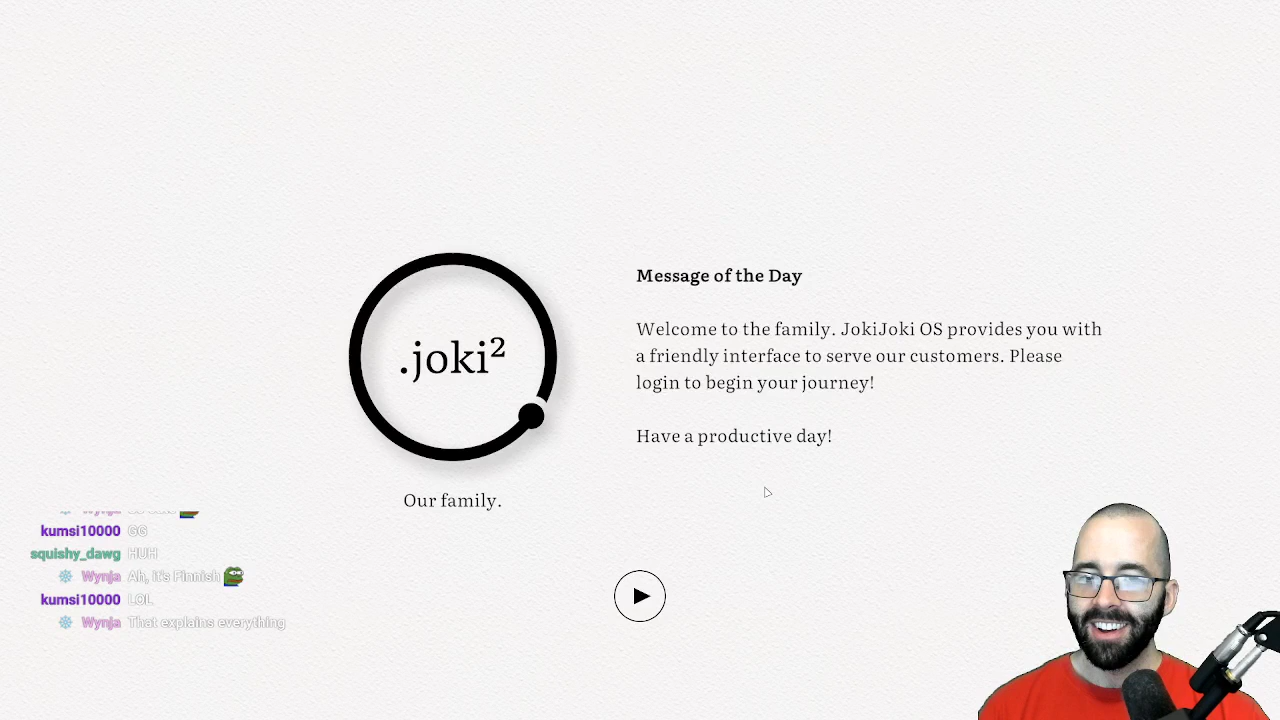 Message of the Day
Welcome to the family. JokiJoki OS provides you with
a friendly interface to serve our customers. Please
login to begin your journey!
Have a productive day!
.joki²
Our family.
kumsi10000 GG
squishy_dawg HUH
Wynja Ah, it's Finnish
kumsi10000 LOL
Wynja That explains everything